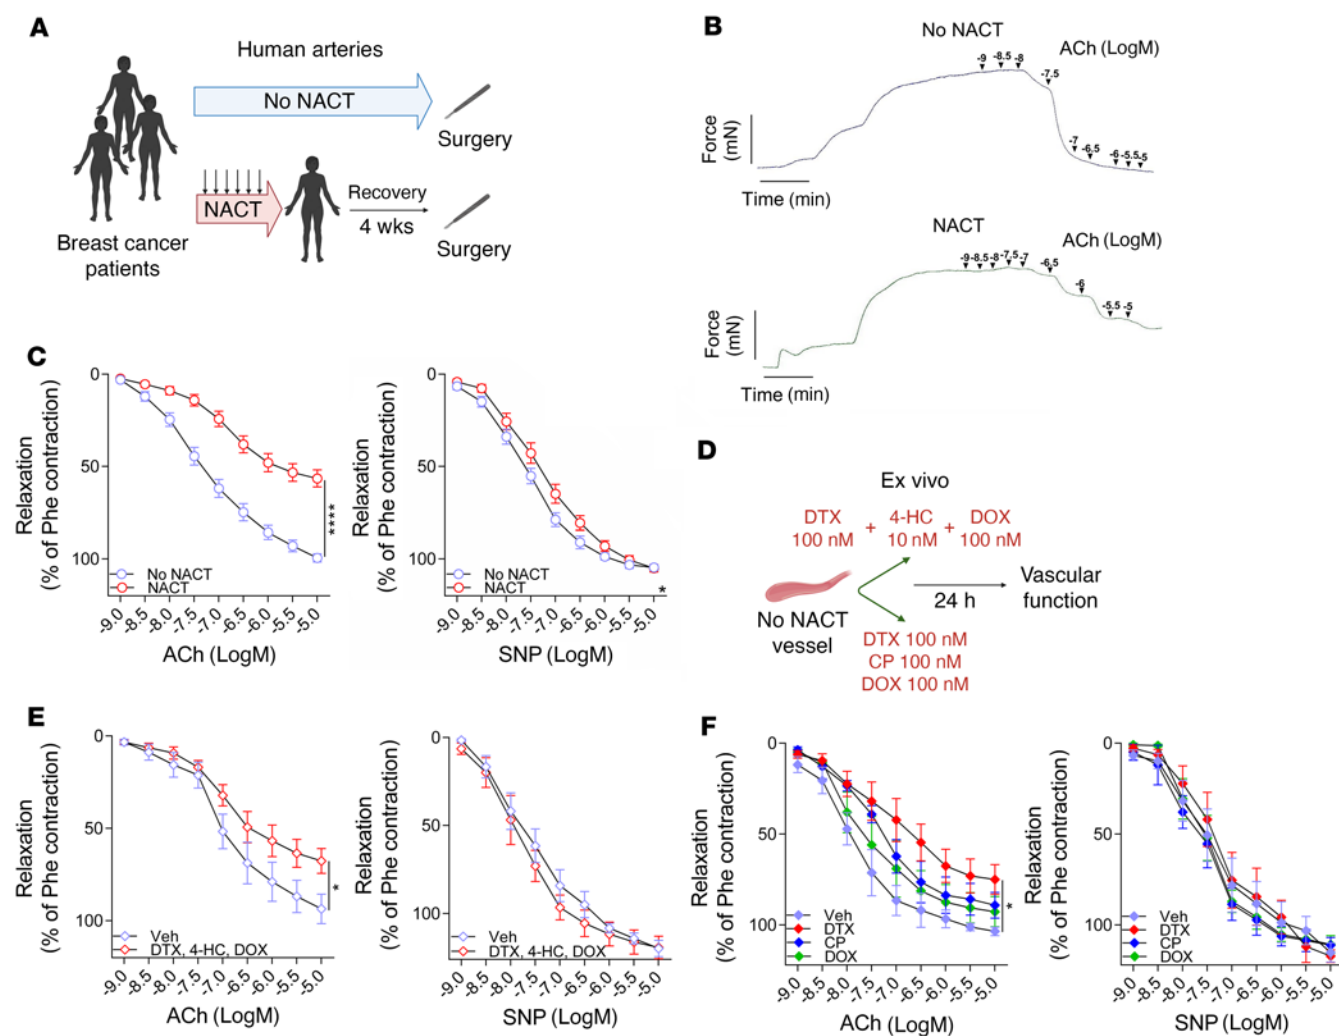 A
Human arteries
No NACT
Surgery
NACT
Recovery
4 wks
Surgery
Breast cancer
patients
B
No NACT
ACh (LogM)
-9 -8.5 -8
-7.5
-7
-6.5
-6 -5.5 -5
Force
(mN)
Time (min)
NACT
ACh (LogM)
-9 -8.5 -8 -7.5 -7
-6.5
-6
-5.5 -5
Force
(mN)
Time (min)
C
Relaxation
(% of Phe contraction)
0
50
100
No NACT
NACT
****
-9.0 -8.5 -8.0 -7.5 -7.0 -6.5 -6.0 -5.5 -5.0
ACh (LogM)
Relaxation
(% of Phe contraction)
0
50
100
No NACT
NACT
*
-9.0 -8.5 -8.0 -7.5 -7.0 -6.5 -6.0 -5.5 -5.0
SNP (LogM)
D
Ex vivo
DTX + 4-HC + DOX
100 nM 10 nM 100 nM
No NACT
vessel
24 h
Vascular
function
DTX 100 nM
CP 100 nM
DOX 100 nM
E
Relaxation
(% of Phe contraction)
0
50
100
Veh
DTX, 4-HC, DOX
*
-9.0 -8.5 -8.0 -7.5 -7.0 -6.5 -6.0 -5.5 -5.0
ACh (LogM)
Relaxation
(% of Phe contraction)
0
50
100
Veh
DTX, 4-HC, DOX
-9.0 -8.5 -8.0 -7.5 -7.0 -6.5 -6.0 -5.5 -5.0
SNP (LogM)
F
Relaxation
(% of Phe contraction)
0
50
100
Veh
DTX
CP
DOX
*
-9.0 -8.5 -8.0 -7.5 -7.0 -6.5 -6.0 -5.5 -5.0
ACh (LogM)
Relaxation
(% of Phe contraction)
0
50
100
Veh
DTX
CP
DOX
-9.0 -8.5 -8.0 -7.5 -7.0 -6.5 -6.0 -5.5 -5.0
SNP (LogM)